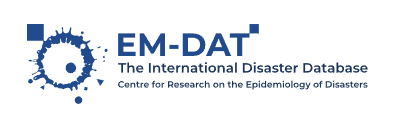 EM-DAT
The International Disaster Database
Centre for Research on the Epidemiology of Disasters